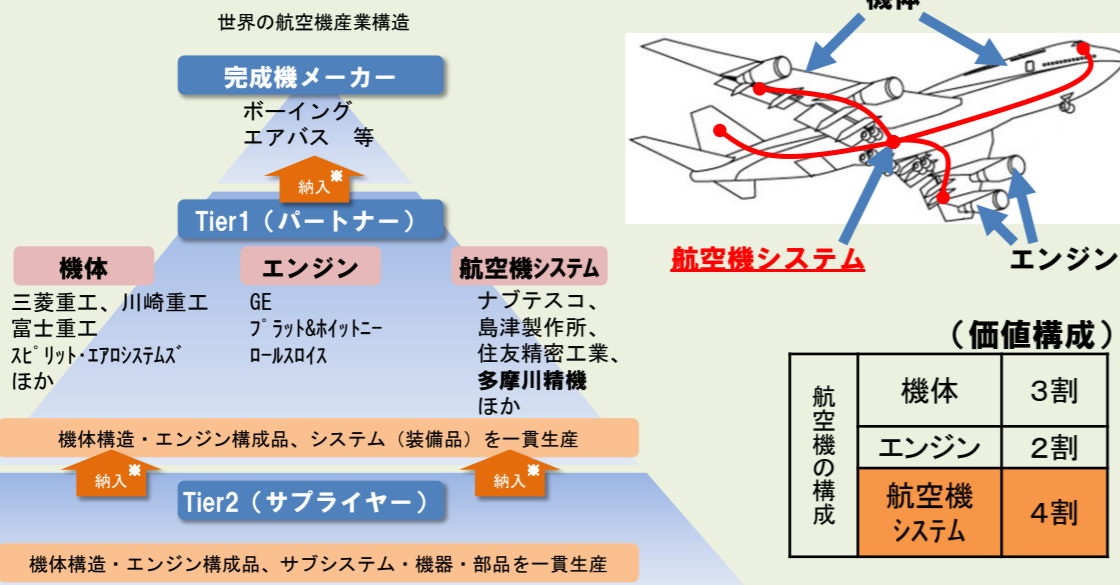 世界の航空機産業構造
完成機メーカー
ボーイング
エアバス 等
納入※
Tier1(パートナー)
機体
三菱重工、川崎重工
富士重工
スピリット・エアロシステムズ
ほか
エンジン
GE
プラット&ホイットニー
ロールスロイス
航空機システム
ナブテスコ、
島津製作所、
住友精密工業、
多摩川精機
ほか
機体構造・エンジン構成品、システム(装備品)を一貫生産
納入※
納入※
Tier2(サプライヤー)
機体構造・エンジン構成品、サブシステム・機器・部品を一貫生産
機体
航空機システム
エンジン
(価値構成)
航空機の構成
機体 3割
エンジン 2割
航空機
システム
4割